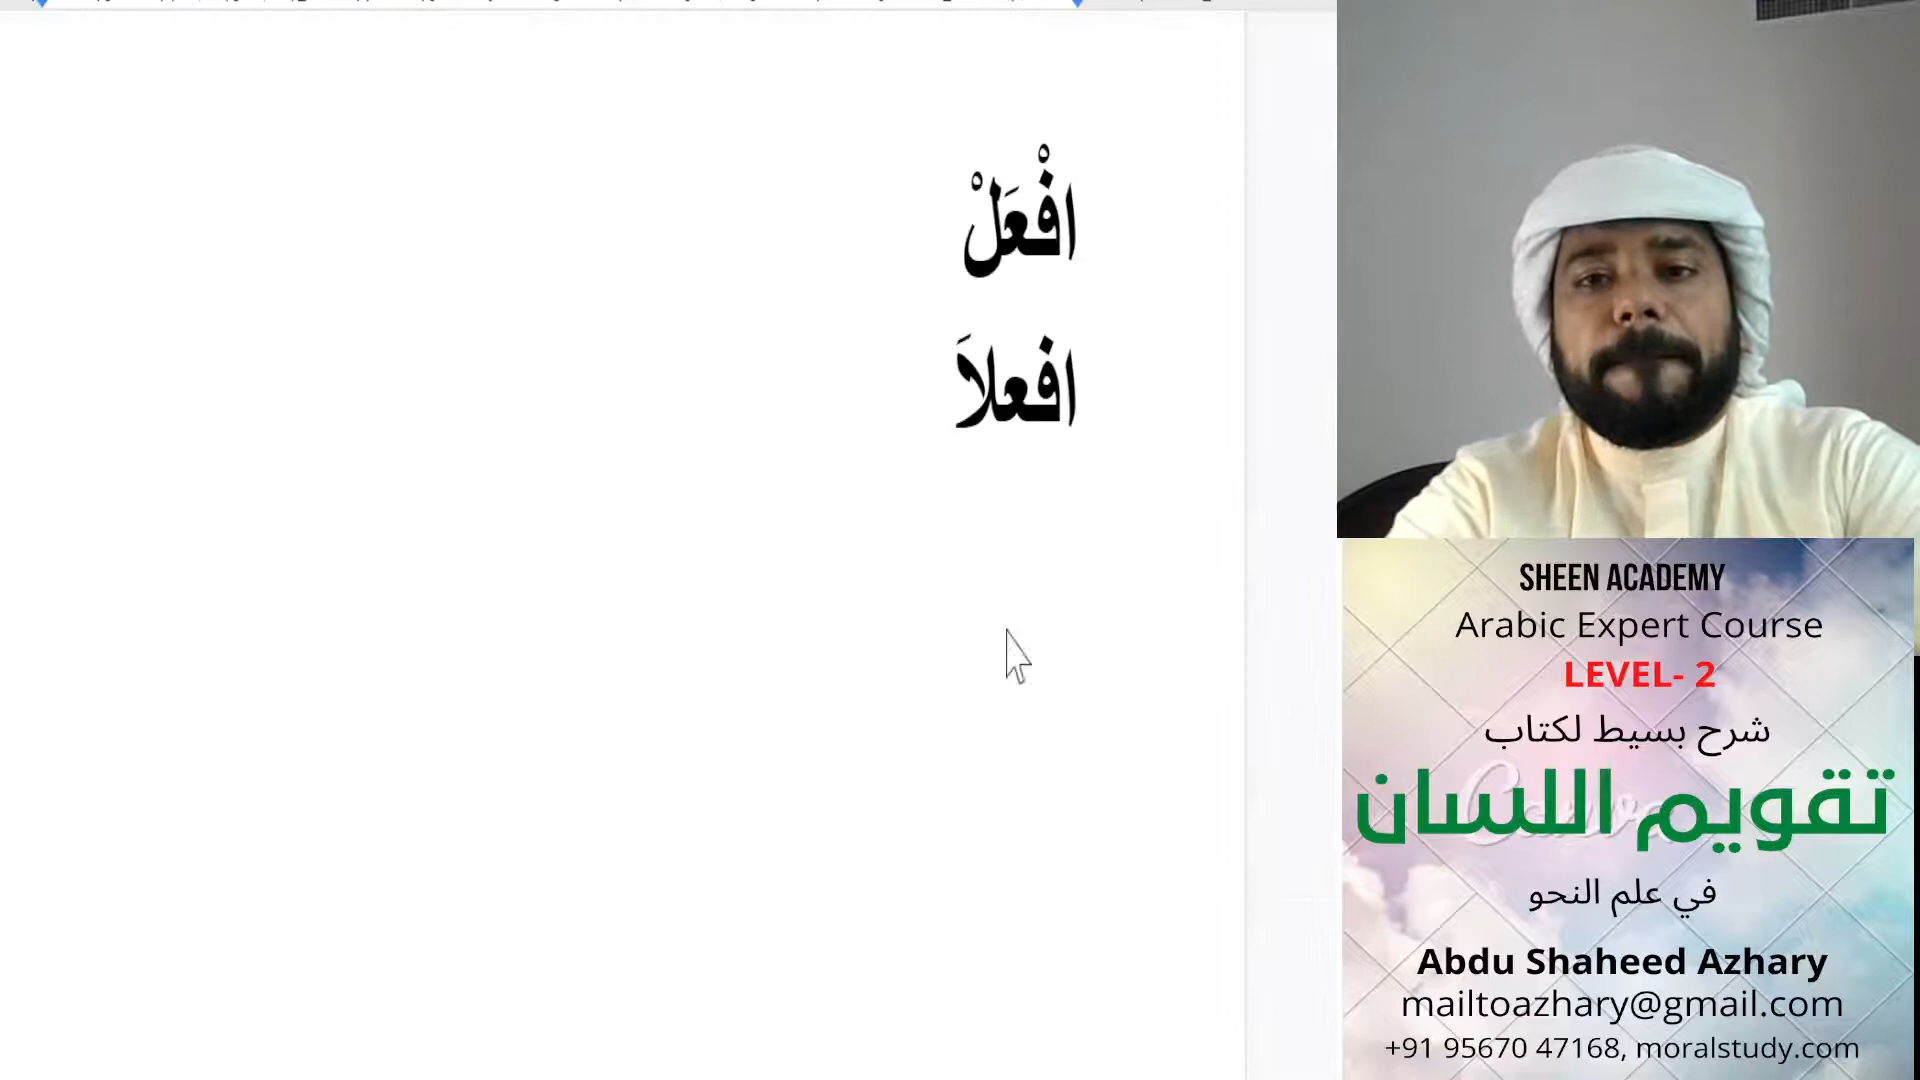 افْعَلْ
افعلاَ
SHEEN ACADEMY
Arabic Expert Course
LEVEL- 2
شرح بسيط لكتاب
تقويم اللسان
في علم النحو
Abdu Shaheed Azhary
mailtoazhary@gmail.com
+91 95670 47168, moralstudy.com